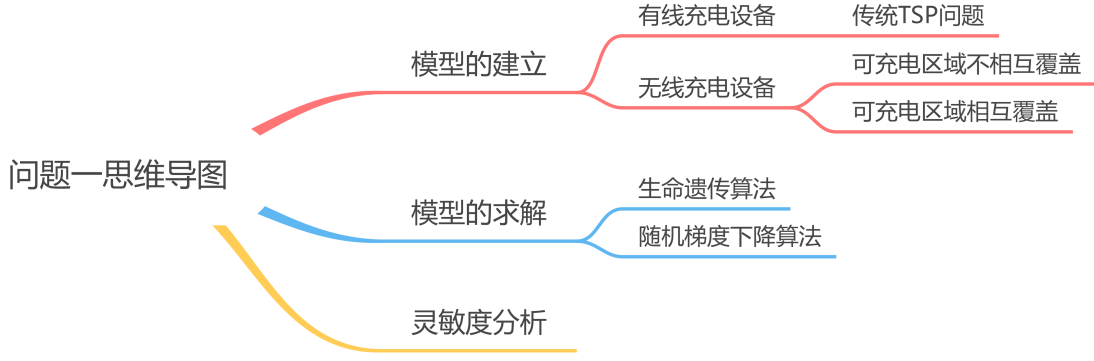 问题一思维导图
模型的建立
有线充电设备
传统TSP问题
无线充电设备
可充电区域不相互覆盖
可充电区域相互覆盖
模型的求解
生命遗传算法
随机梯度下降算法
灵敏度分析